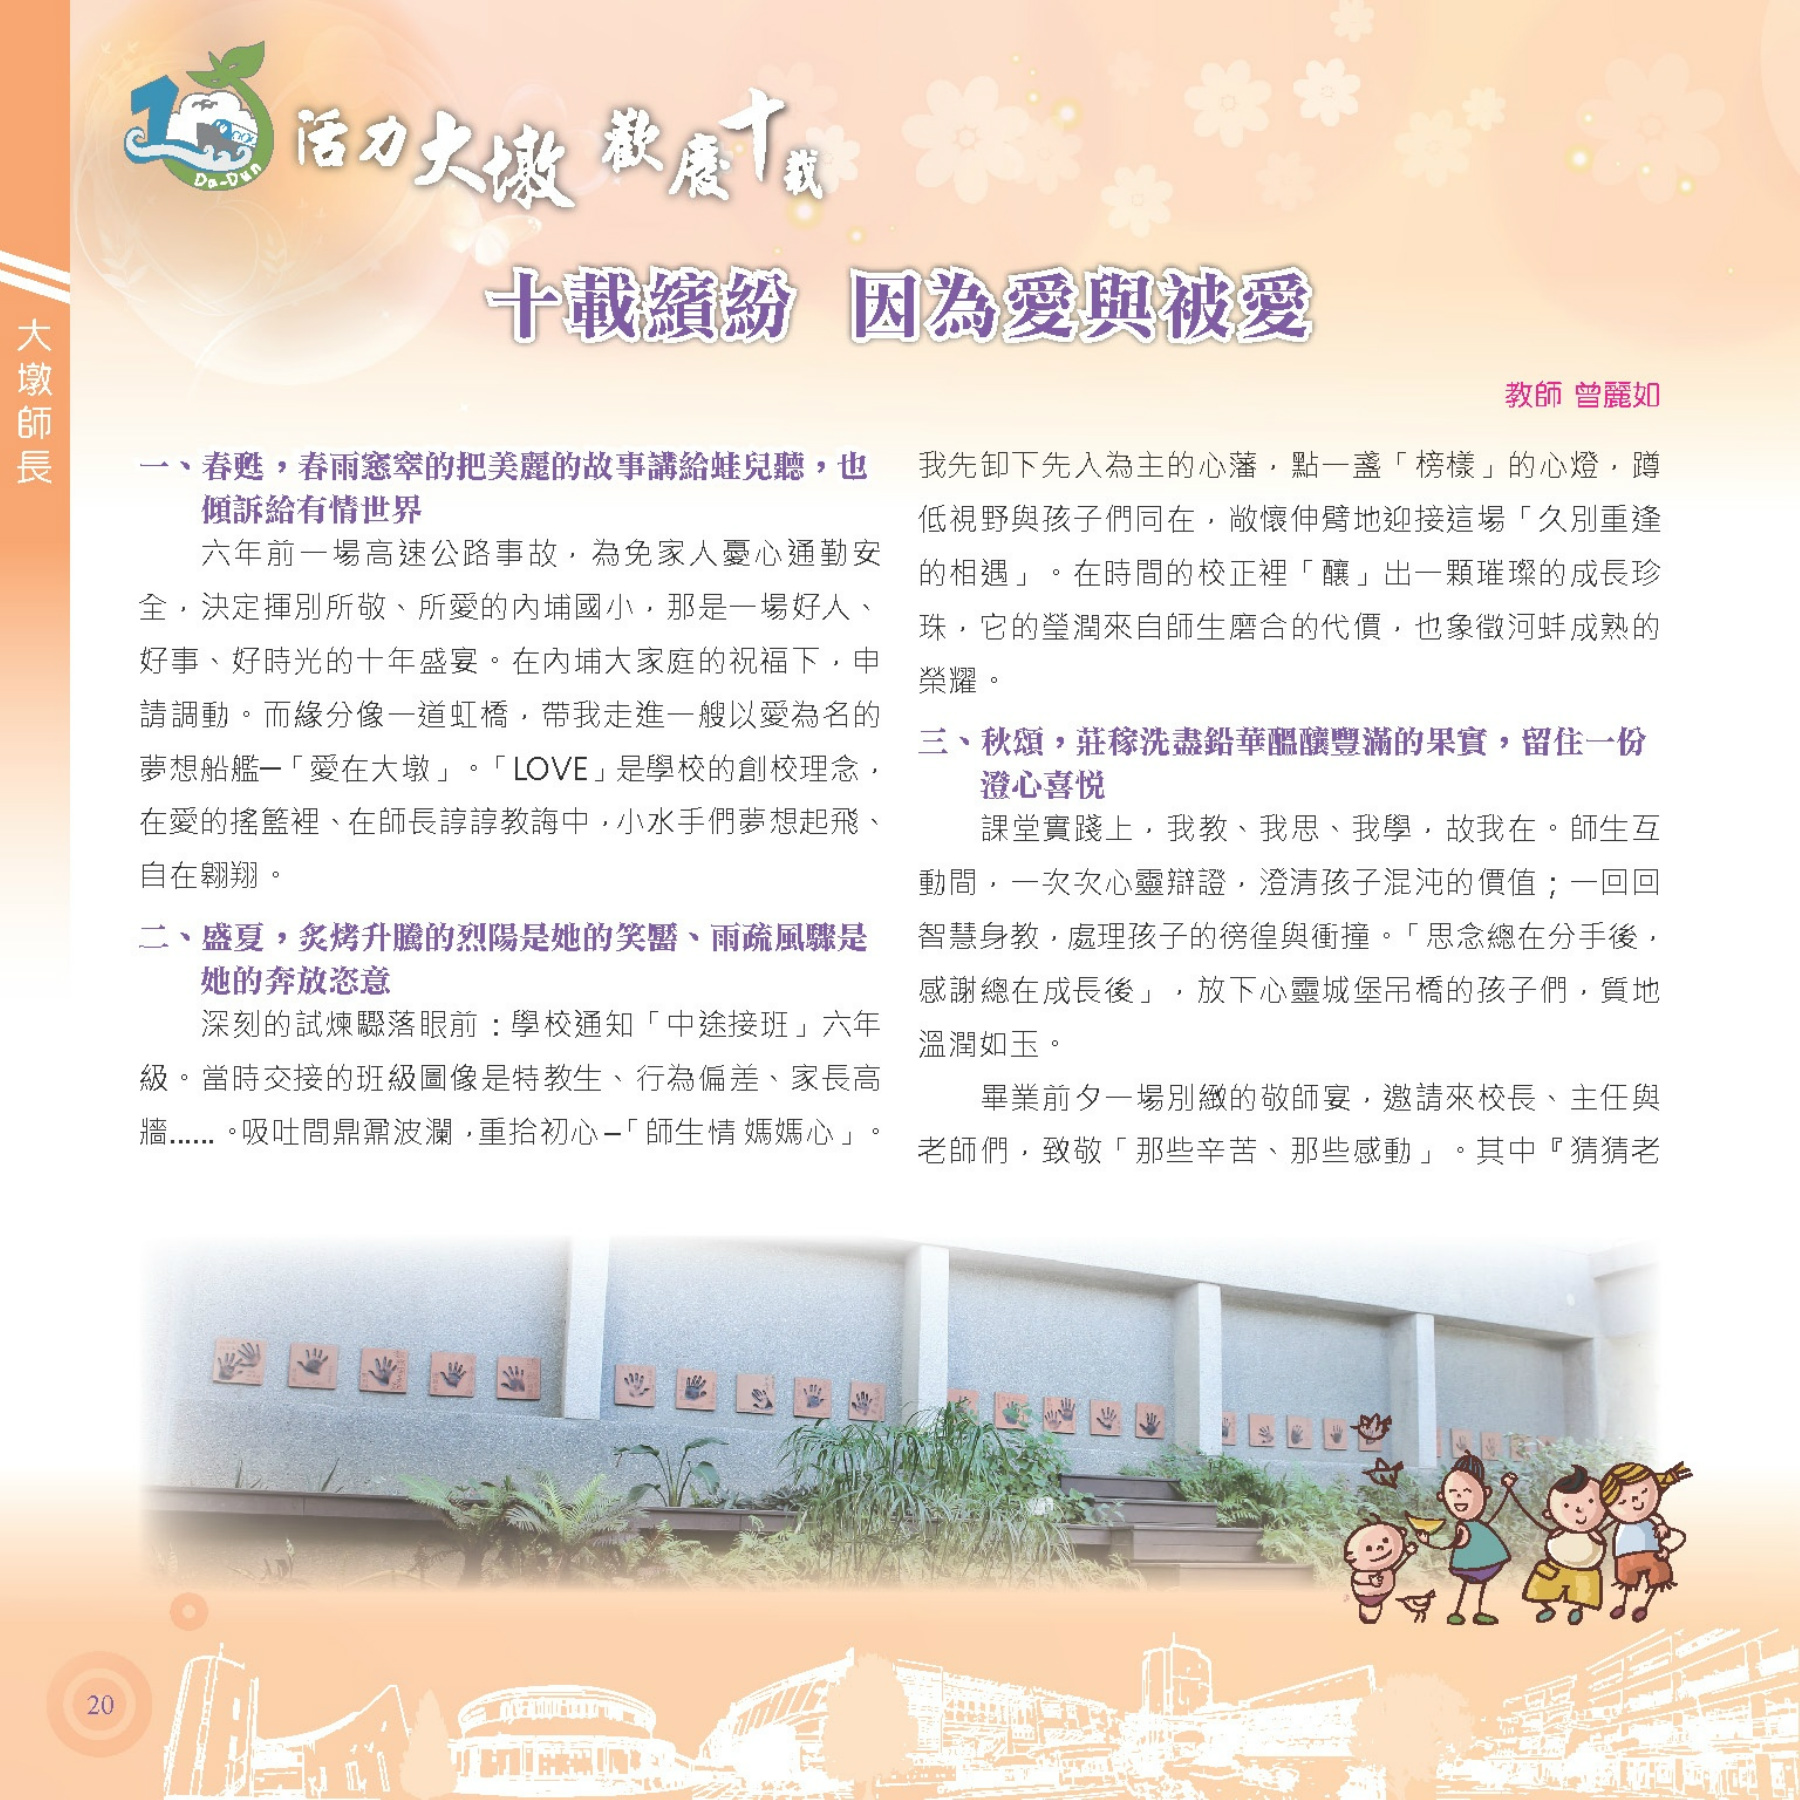 Da-Dun
活力大墩 歡慶十載
大墩師長
十載繽紛 因為愛與被愛
教師 曾麗如
一、春甦，春雨窸窣的把美麗的故事講給蛙兒聽，也
傾訴給有情世界
六年前一場高速公路事故，為免家人憂心通勤安
全，決定揮別所敬、所愛的內埔國小，那是一場好人、
好事、好時光的十年盛宴。在內埔大家庭的祝福下，申
請調動。而緣分像一道虹橋，帶我走進一艘以愛為名的
夢想船艦—「愛在大墩」。「LOVE」是學校的創校理念，
在愛的搖籃裡、在師長諄諄教誨中，小水手們夢想起飛、
自在翱翔。
二、盛夏，炙烤升騰的烈陽是她的笑靨、雨疏風驟是
她的奔放恣意
深刻的試煉驟落眼前：學校通知「中途接班」六年
級。當時交接的班級圖像是特教生、行為偏差、家長高
牆......。吸吐間鼎鼐波瀾，重拾初心–「師生情 媽媽心」。
我先卸下先入為主的心藩，點一盞「榜樣」的心燈，蹲
低視野與孩子們同在，敞懷伸臂地迎接這場「久別重逢
的相遇」。在時間的校正裡「釀」出一顆璀璨的成長珍
珠，它的瑩潤來自師生磨合的代價，也象徵河蚌成熟的
榮耀。
三、秋頌，莊稼洗盡鉛華醞釀豐滿的果實，留住一份
澄心喜悅
課堂實踐上，我教、我思、我學，故我在。師生互
動間，一次次心靈辯證，澄清孩子混沌的價值；一回回
智慧身教，處理孩子的徬徨與衝撞。「思念總在分手後，
感謝總在成長後」，放下心靈城堡吊橋的孩子們，質地
溫潤如玉。
畢業前夕一場別緻的敬師宴，邀請來校長、主任與
老師們，致敬「那些辛苦、那些感動」。其中『猜猜老
20